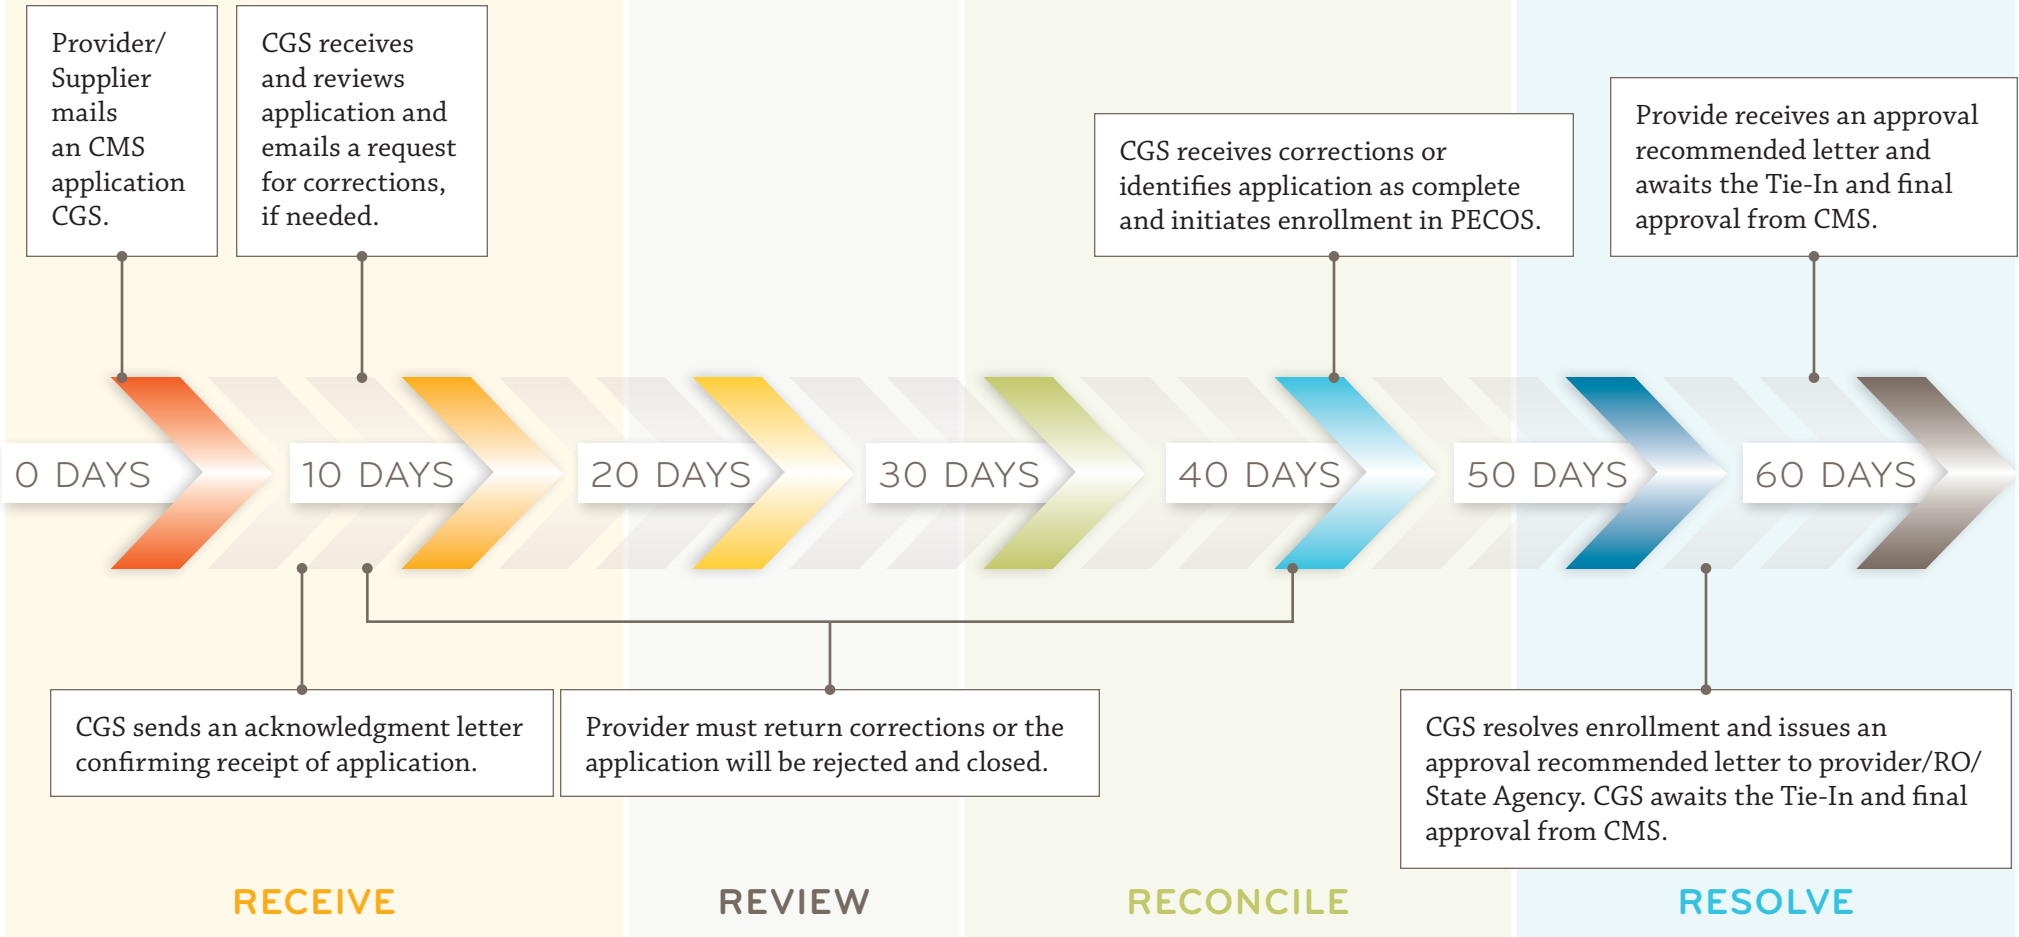 Provider/
Supplier
mails
an CMS
application
CGS.
CGS receives
and reviews
application and
emails a request
for corrections,
if needed.
CGS receives corrections or
identifies application as complete
and initiates enrollment in PECOS.
Provide receives an approval
recommended letter and
awaits the Tie-In and final
approval from CMS.
0 DAYS
10 DAYS
20 DAYS
30 DAYS
40 DAYS
50 DAYS
60 DAYS
CGS sends an acknowledgment letter
confirming receipt of application.
Provider must return corrections or the
application will be rejected and closed.
CGS resolves enrollment and issues an
approval recommended letter to provider/RO/
State Agency. CGS awaits the Tie-In and final
approval from CMS.
RECEIVE
REVIEW
RECONCILE
RESOLVE